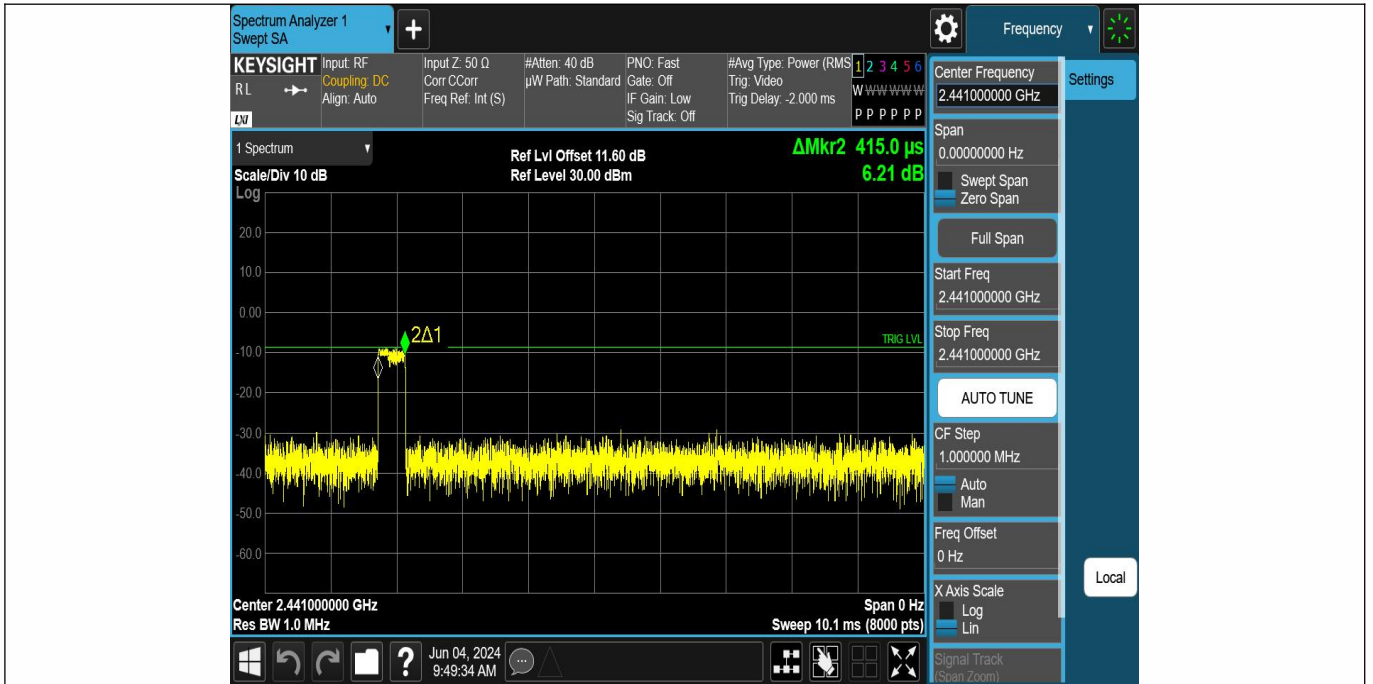 Spectrum Analyzer 1
Swept SA
+
Frequency
KEYSIGHT
RL
LXI
Input: RF
Coupling: DC
Align: Auto
Input Z: 50 Ω
Corr CCorr
Freq Ref: Int (S)
#Atten: 40 dB
µW Path: Standard
PNO: Fast
Gate: Off
IF Gain: Low
Sig Track: Off
#Avg Type: Power (RMS
Trig: Video
Trig Delay: -2.000 ms
1 2 3 4 5 6
W W W W W W
P P P P P P
1 Spectrum
Scale/Div 10 dB
Ref Lvl Offset 11.60 dB
Ref Level 30.00 dBm
ΔMkr2 415.0 µs
6.21 dB
Log
20.0
10.0
0.00
-10.0
-20.0
-30.0
-40.0
-50.0
-60.0
2Δ1
TRIG LVL
Center 2.441000000 GHz
Res BW 1.0 MHz
Span 0 Hz
Sweep 10.1 ms (8000 pts)
Jun 04, 2024
9:49:34 AM
Center Frequency
2.441000000 GHz
Settings
Span
0.00000000 Hz
Swept Span
Zero Span
Full Span
Start Freq
2.441000000 GHz
Stop Freq
2.441000000 GHz
AUTO TUNE
CF Step
1.000000 MHz
Auto
Man
Freq Offset
0 Hz
X Axis Scale
Log
Lin
Local
Signal Track
(Span Zoom)